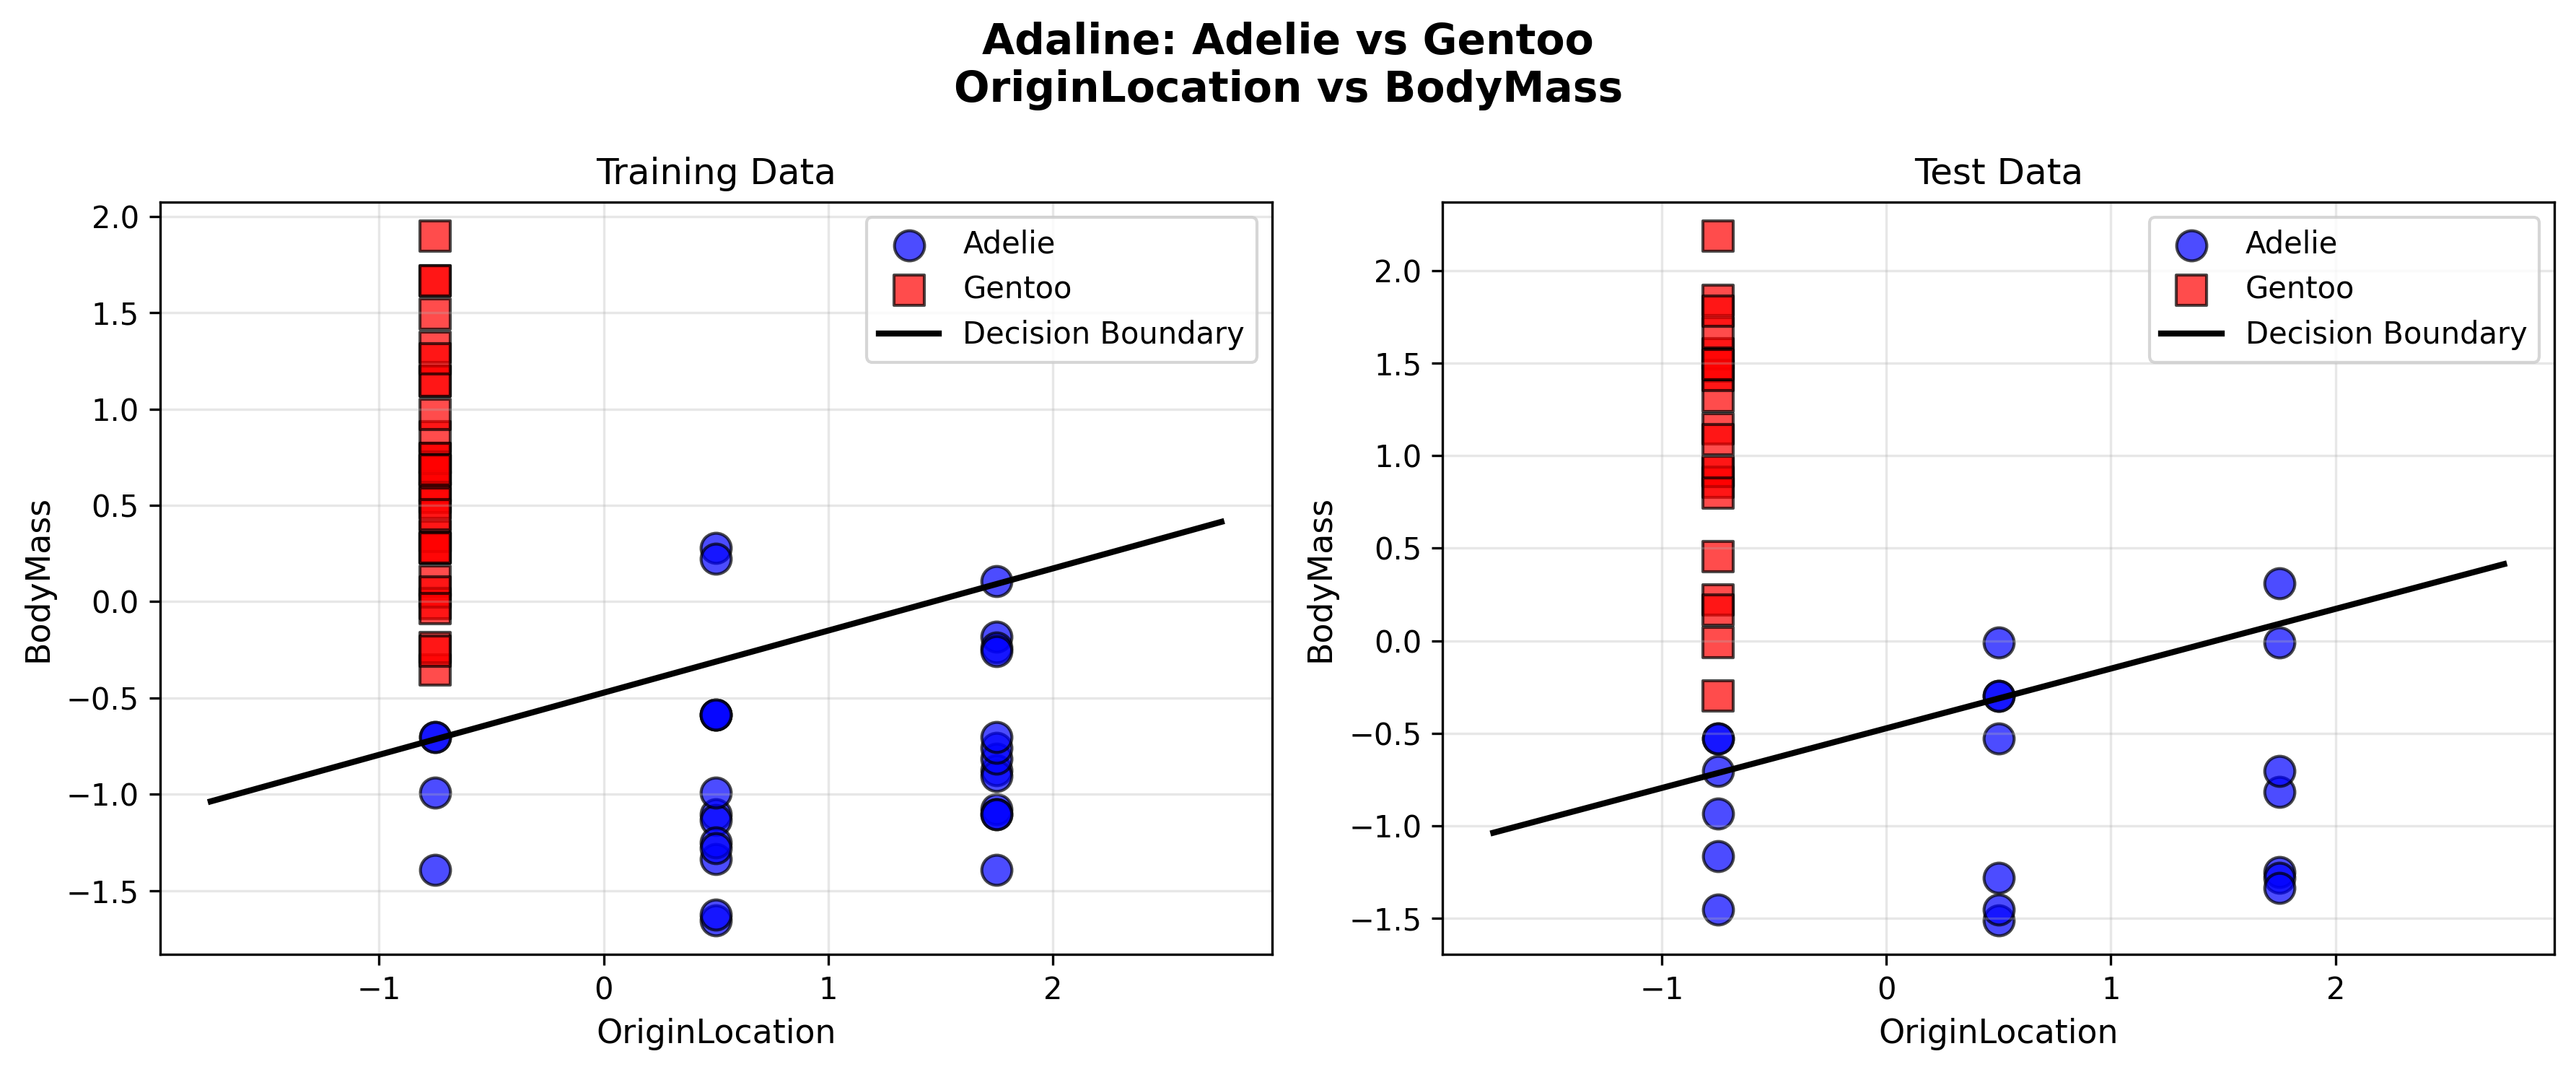 Adaline: Adelie vs Gentoo
OriginLocation vs BodyMass
Training Data
BodyMass
2.0
1.5
1.0
0.5
0.0
−0.5
−1.0
−1.5
Adelie
Gentoo
Decision Boundary
−1
0
1
2
OriginLocation
Test Data
BodyMass
2.0
1.5
1.0
0.5
0.0
−0.5
−1.0
−1.5
Adelie
Gentoo
Decision Boundary
−1
0
1
2
OriginLocation